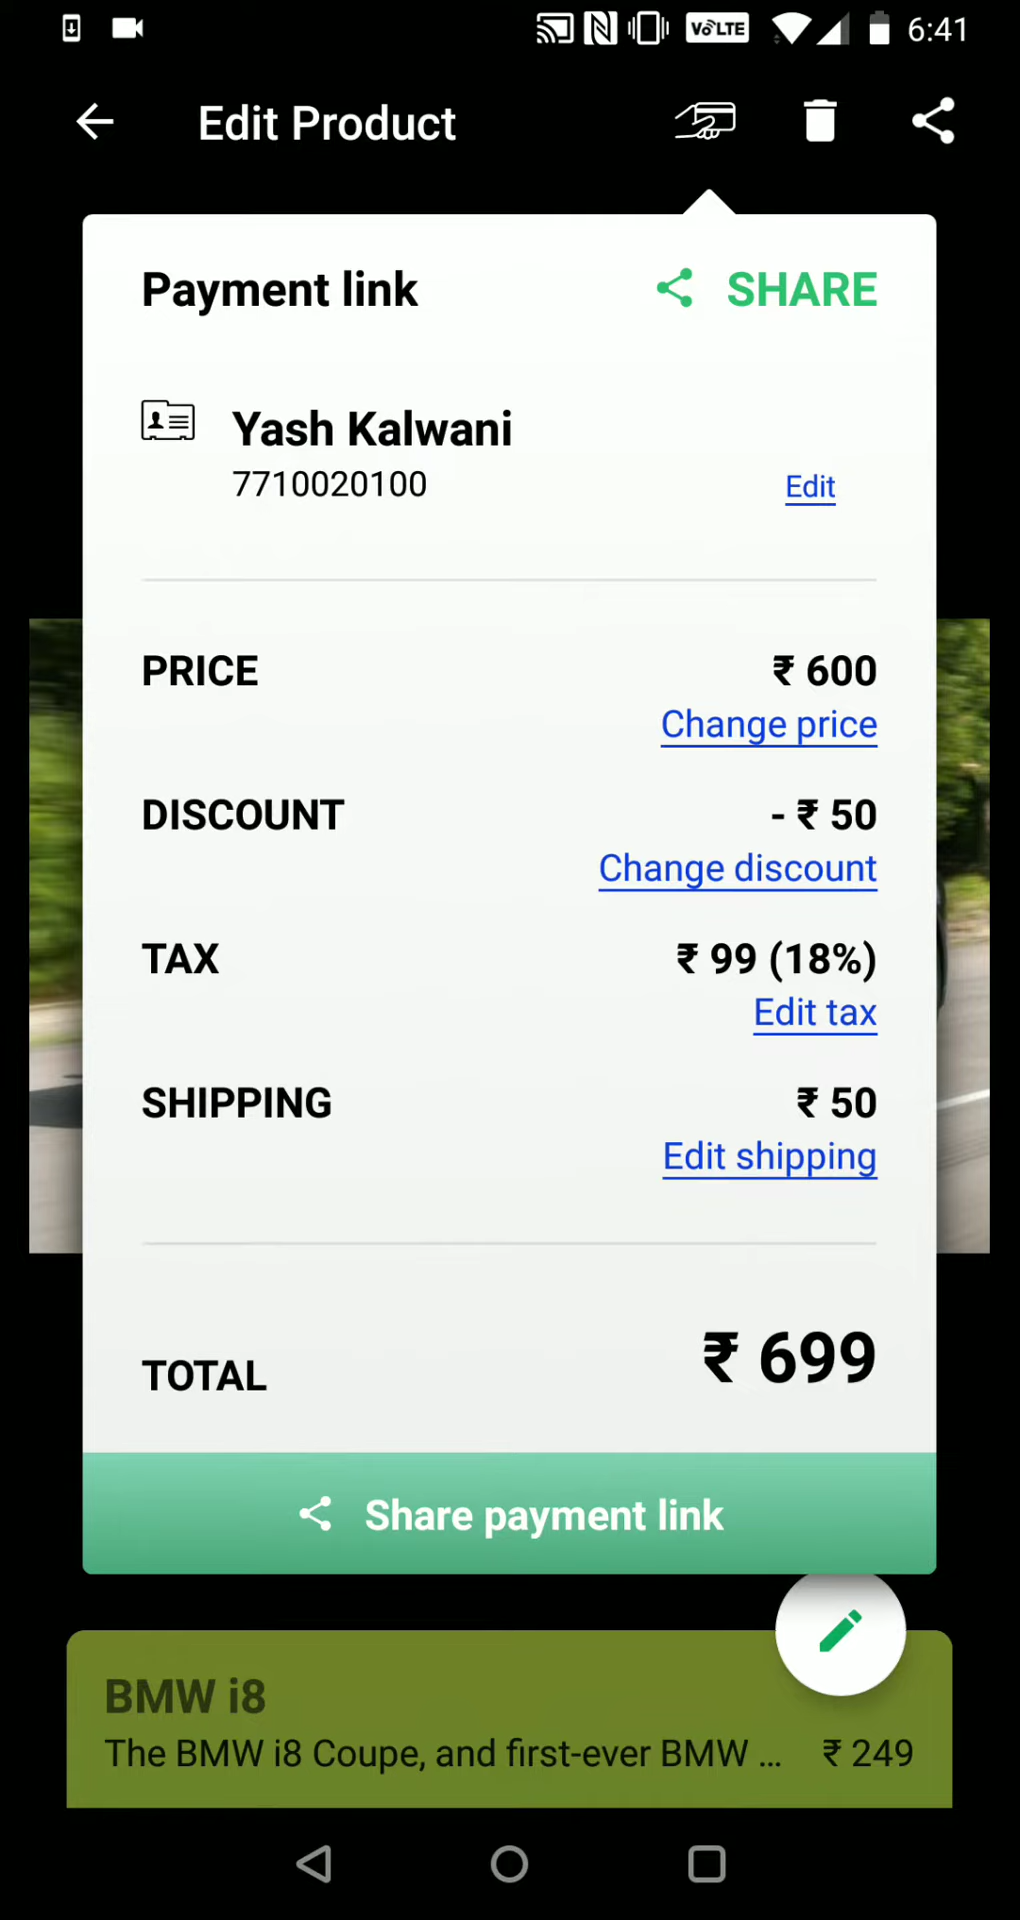 VoLTE 6:41
Edit Product
Payment link SHARE
Yash Kalwani
7710020100 Edit
PRICE ₹ 600
Change price
DISCOUNT - ₹ 50
Change discount
TAX ₹ 99 (18%)
Edit tax
SHIPPING ₹ 50
Edit shipping
TOTAL ₹ 699
Share payment link
BMW i8
The BMW i8 Coupe, and first-ever BMW ... ₹ 249